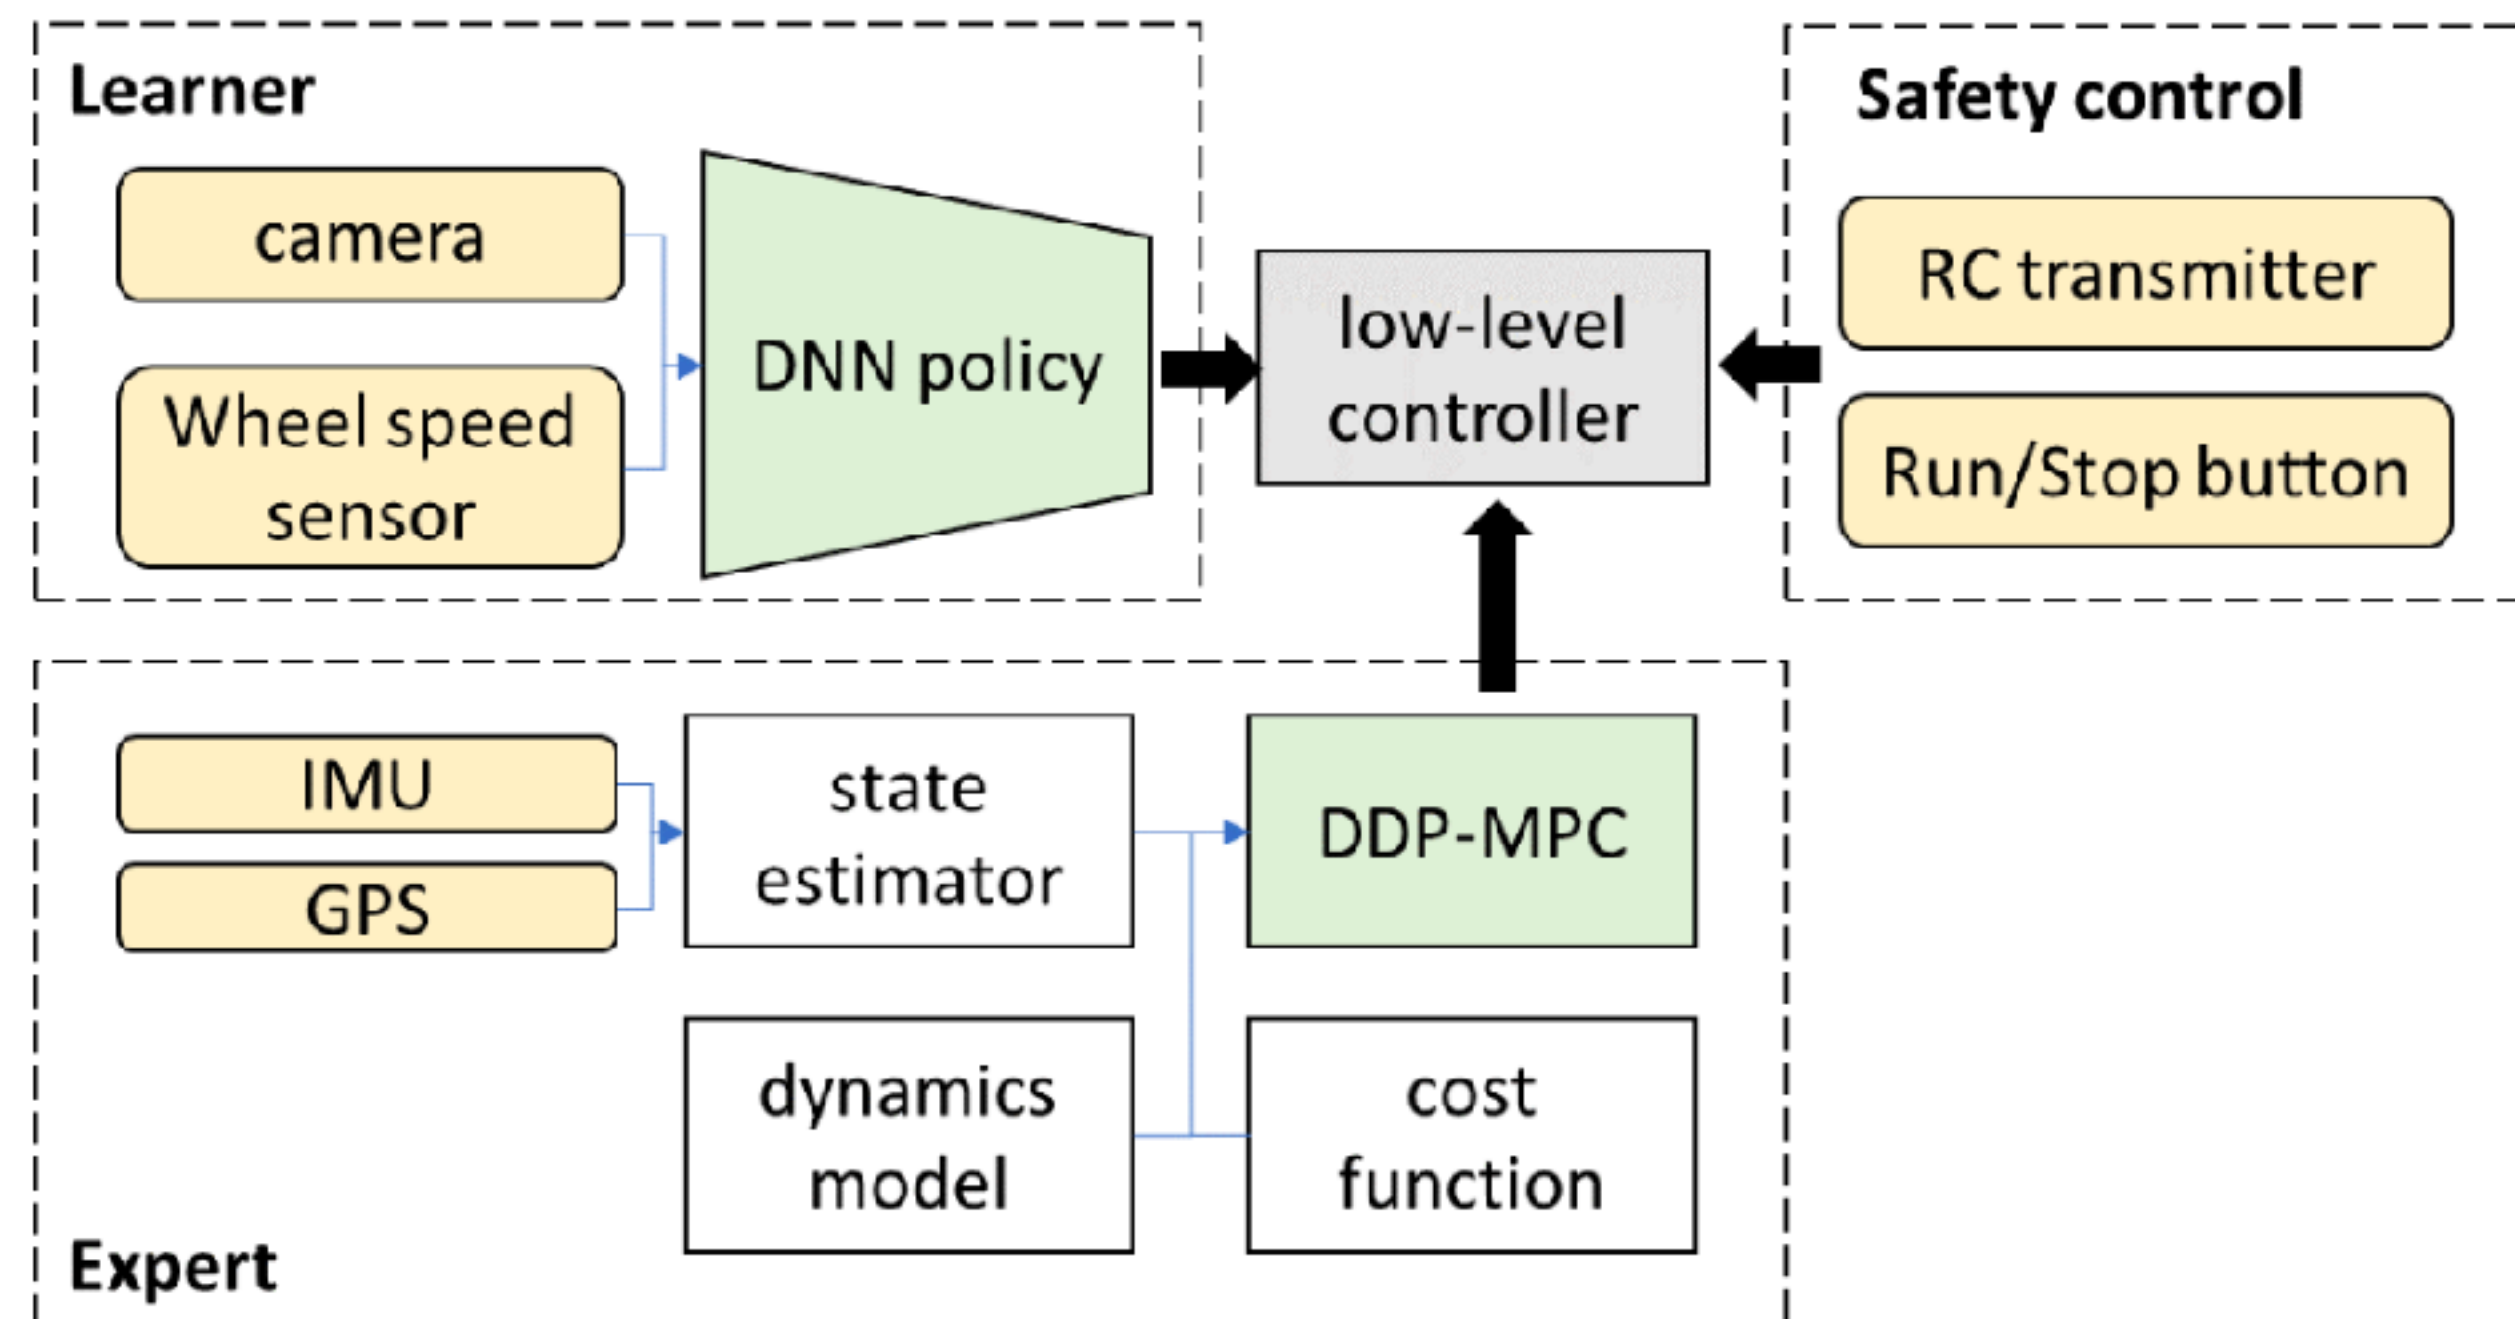 Learner
camera
Wheel speed
sensor
DNN policy
low-level
controller
Safety control
RC transmitter
Run/Stop button
IMU
GPS
state
estimator
DDP-MPC
dynamics
model
cost
function
Expert